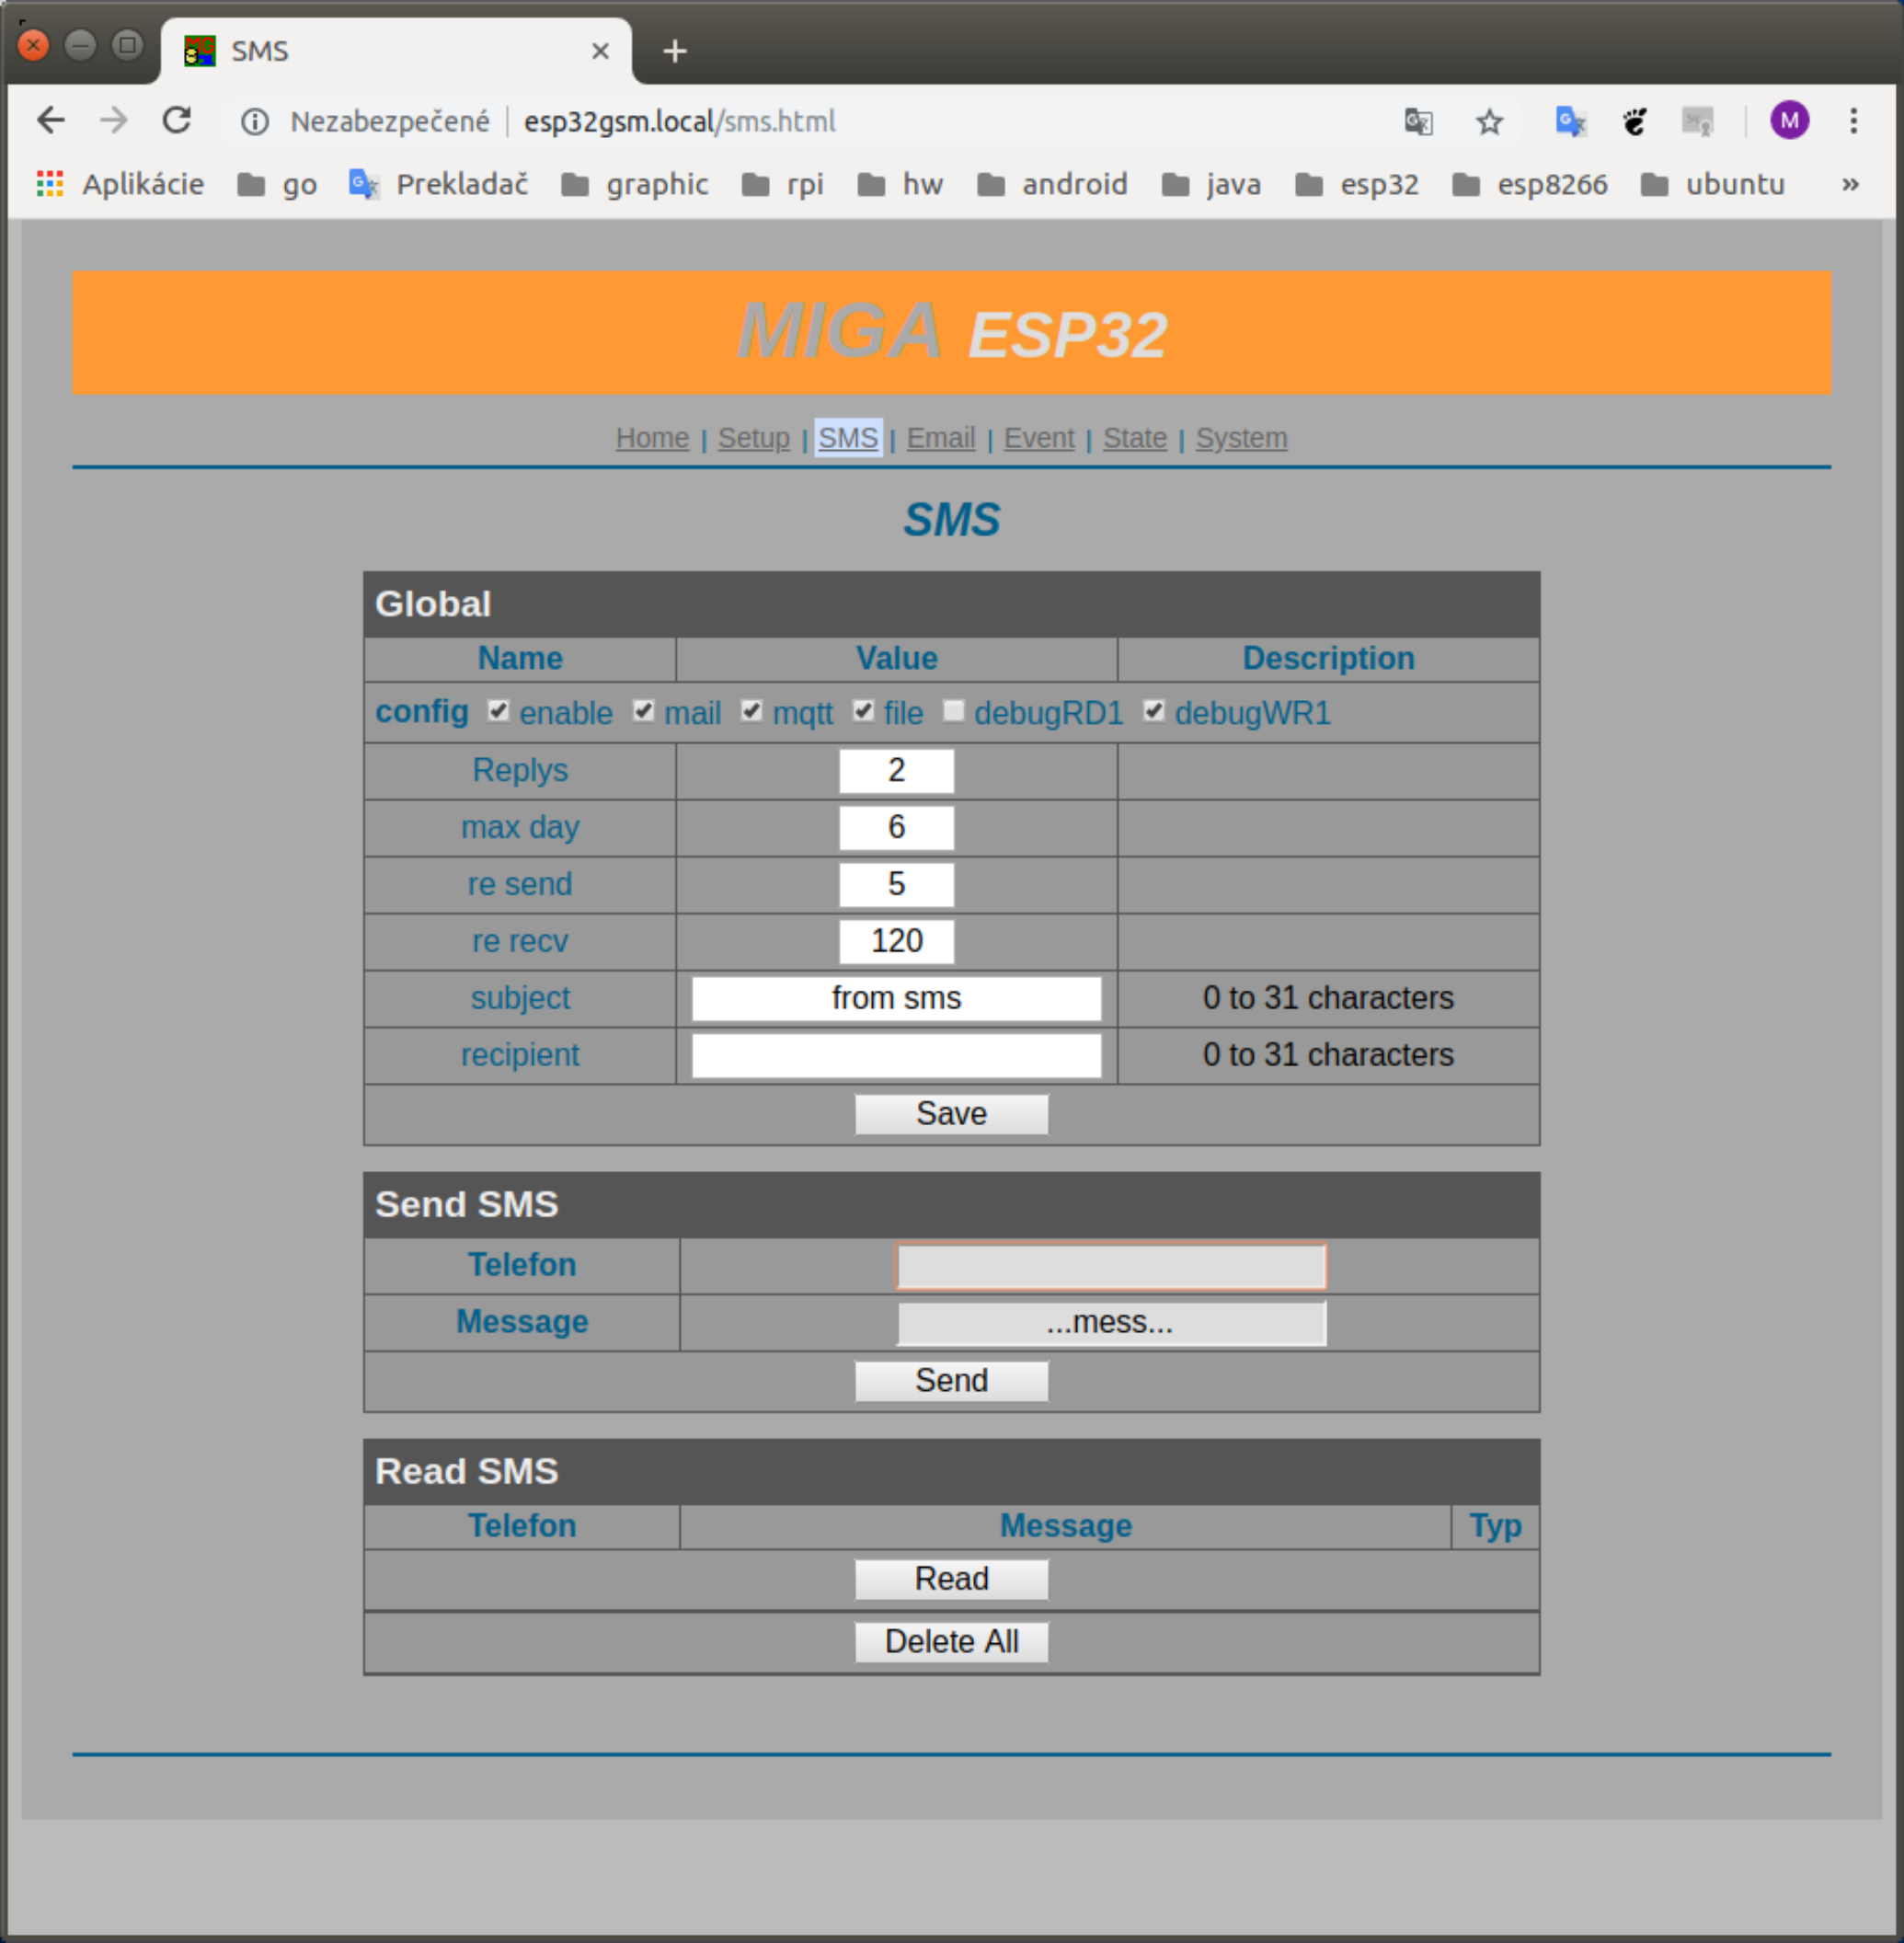 SMS
Nezabezpečené | esp32gsm.local/sms.html
M
Aplikácie go Prekladač graphic rpi hw android java esp32 esp8266 ubuntu »
MIGA ESP32
Home | Setup | SMS | Email | Event | State | System
SMS
Global
Name Value Description
config enable mail mqtt file debugRD1 debugWR1
Replys 2
max day 6
re send 5
re recv 120
subject from sms 0 to 31 characters
recipient 0 to 31 characters
Save
Send SMS
Telefon
Message ...mess...
Send
Read SMS
Telefon Message Typ
Read
Delete All